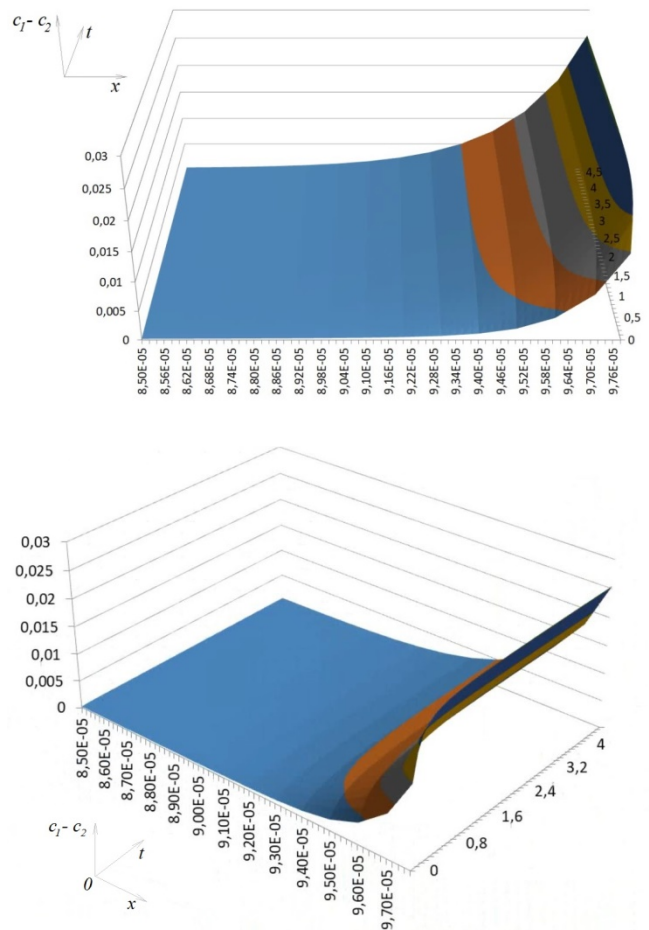 c₁- c₂
t
x
0,03
0,025
0,02
0,015
0,01
0,005
0
4,5
4
3,5
3
2,5
2
1,5
1
0,5
0
8,50E-05
8,56E-05
8,62E-05
8,68E-05
8,74E-05
8,80E-05
8,86E-05
8,92E-05
8,98E-05
9,04E-05
9,10E-05
9,16E-05
9,22E-05
9,28E-05
9,34E-05
9,40E-05
9,46E-05
9,52E-05
9,58E-05
9,64E-05
9,70E-05
9,76E-05
0,03
0,025
0,02
0,015
0,01
0,005
0
8,50E-05
8,60E-05
8,70E-05
8,80E-05
8,90E-05
9,00E-05
9,10E-05
9,20E-05
9,30E-05
9,40E-05
9,50E-05
9,60E-05
9,70E-05
4
3,2
2,4
1,6
0,8
0
c₁- c₂
t
0
x